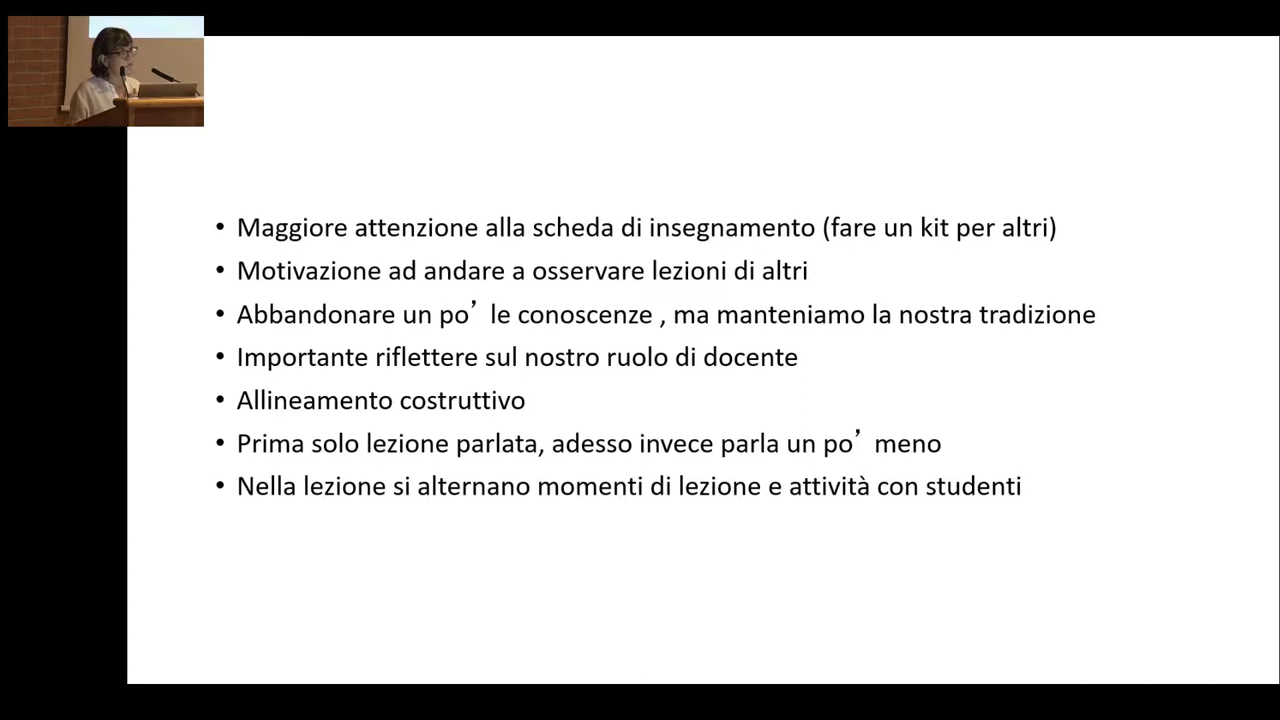 • Maggiore attenzione alla scheda di insegnamento (fare un kit per altri)
• Motivazione ad andare a osservare lezioni di altri
• Abbandonare un po’ le conoscenze , ma manteniamo la nostra tradizione
• Importante riflettere sul nostro ruolo di docente
• Allineamento costruttivo
• Prima solo lezione parlata, adesso invece parla un po’ meno
• Nella lezione si alternano momenti di lezione e attività con studenti